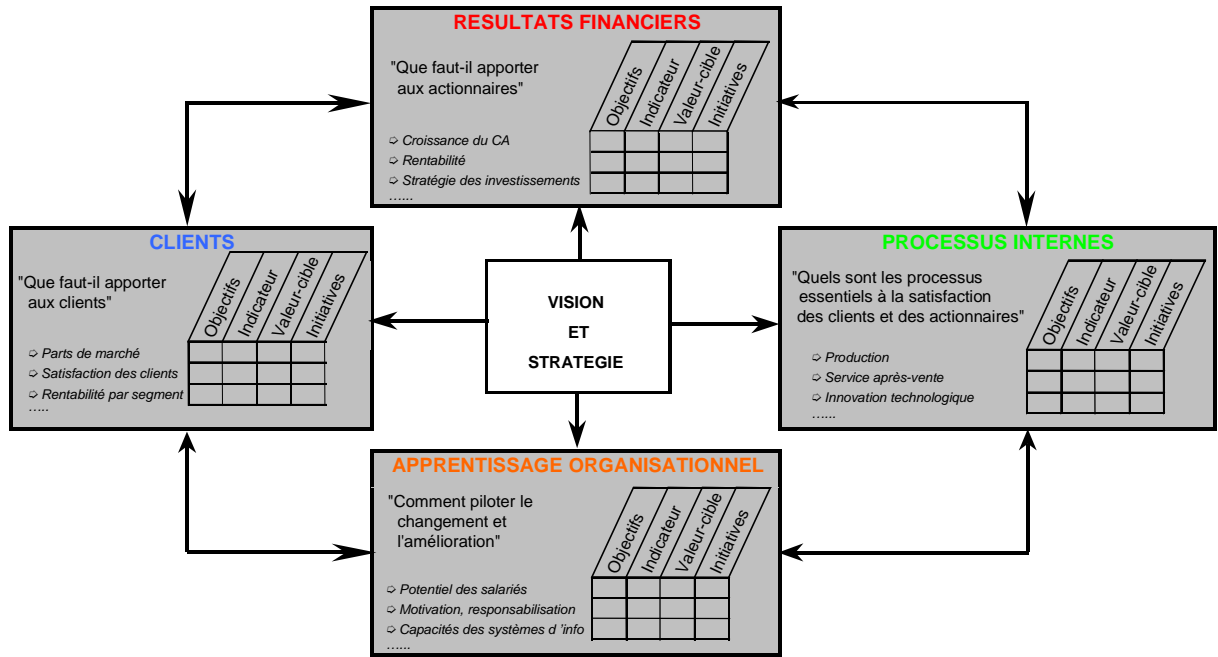 RESULTATS FINANCIERS
"Que faut-il apporter
aux actionnaires"
Objectifs
Indicateur
Valeur-cible
Initiatives
➩ Croissance du CA
➩ Rentabilité
➩ Stratégie des investissements
…...
CLIENTS
"Que faut-il apporter
aux clients"
Objectifs
Indicateur
Valeur-cible
Initiatives
➩ Parts de marché
➩ Satisfaction des clients
➩ Rentabilité par segment
…...
VISION
ET
STRATEGIE
PROCESSUS INTERNES
"Quels sont les processus
essentiels à la satisfaction
des clients et des actionnaires"
Objectifs
Indicateur
Valeur-cible
Initiatives
➩ Production
➩ Service après-vente
➩ Innovation technologique
…...
APPRENTISSAGE ORGANISATIONNEL
"Comment piloter le
changement et
l'amélioration"
Objectifs
Indicateur
Valeur-cible
Initiatives
➩ Potentiel des salariés
➩ Motivation, responsabilisation
➩ Capacités des systèmes d 'info
…...